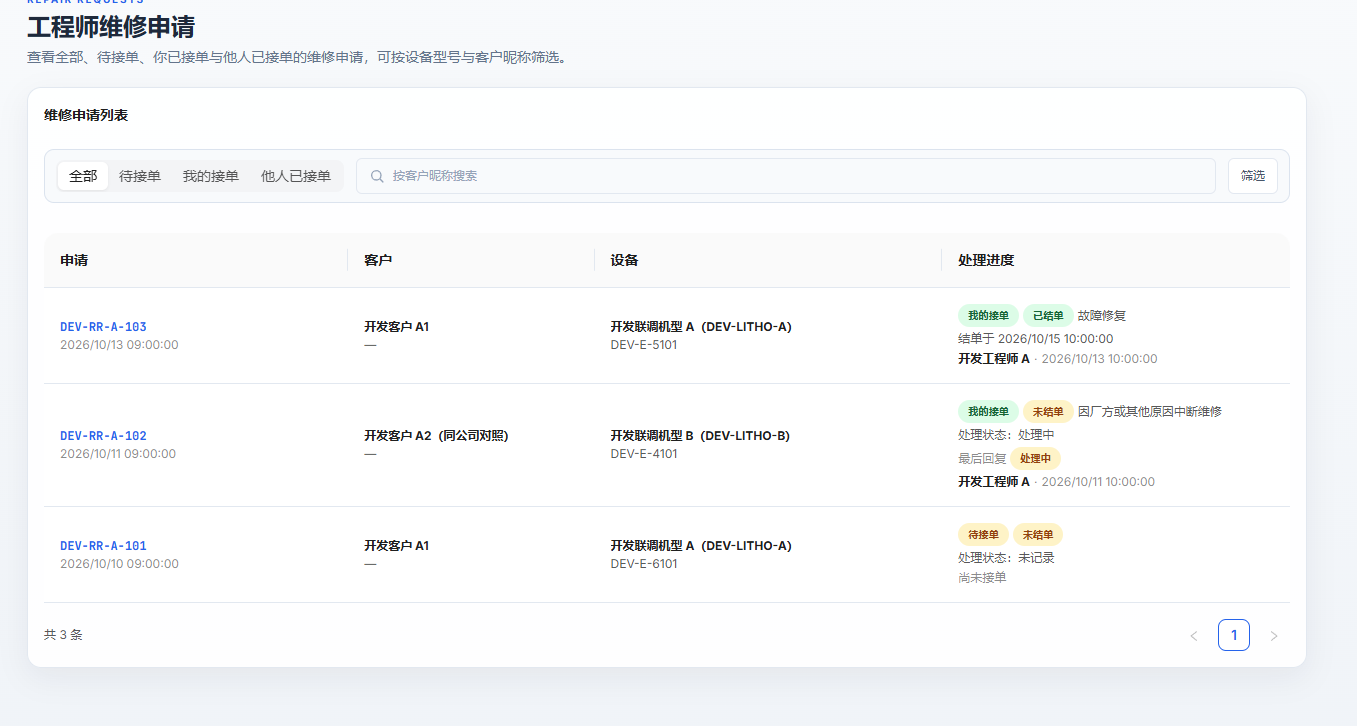 REPAIR REQUESTS
工程师维修申请
查看全部、待接单、你已接单与他人已接单的维修申请，可按设备型号与客户昵称筛选。
维修申请列表
全部 待接单 我的接单 他人已接单 按客户昵称搜索 筛选
申请 客户 设备 处理进度
DEV-RR-A-103
2026/10/13 09:00:00
开发客户 A1
—
开发联调机型 A（DEV-LITHO-A）
DEV-E-5101
我的接单 已结单 故障修复
结单于 2026/10/15 10:00:00
开发工程师 A · 2026/10/13 10:00:00
DEV-RR-A-102
2026/10/11 09:00:00
开发客户 A2（同公司对照）
—
开发联调机型 B（DEV-LITHO-B）
DEV-E-4101
我的接单 未结单 因厂方或其他原因中断维修
处理状态：处理中
最后回复 处理中
开发工程师 A · 2026/10/11 10:00:00
DEV-RR-A-101
2026/10/10 09:00:00
开发客户 A1
—
开发联调机型 A（DEV-LITHO-A）
DEV-E-6101
待接单 未结单
处理状态：未记录
尚未接单
共 3 条
< 1 >